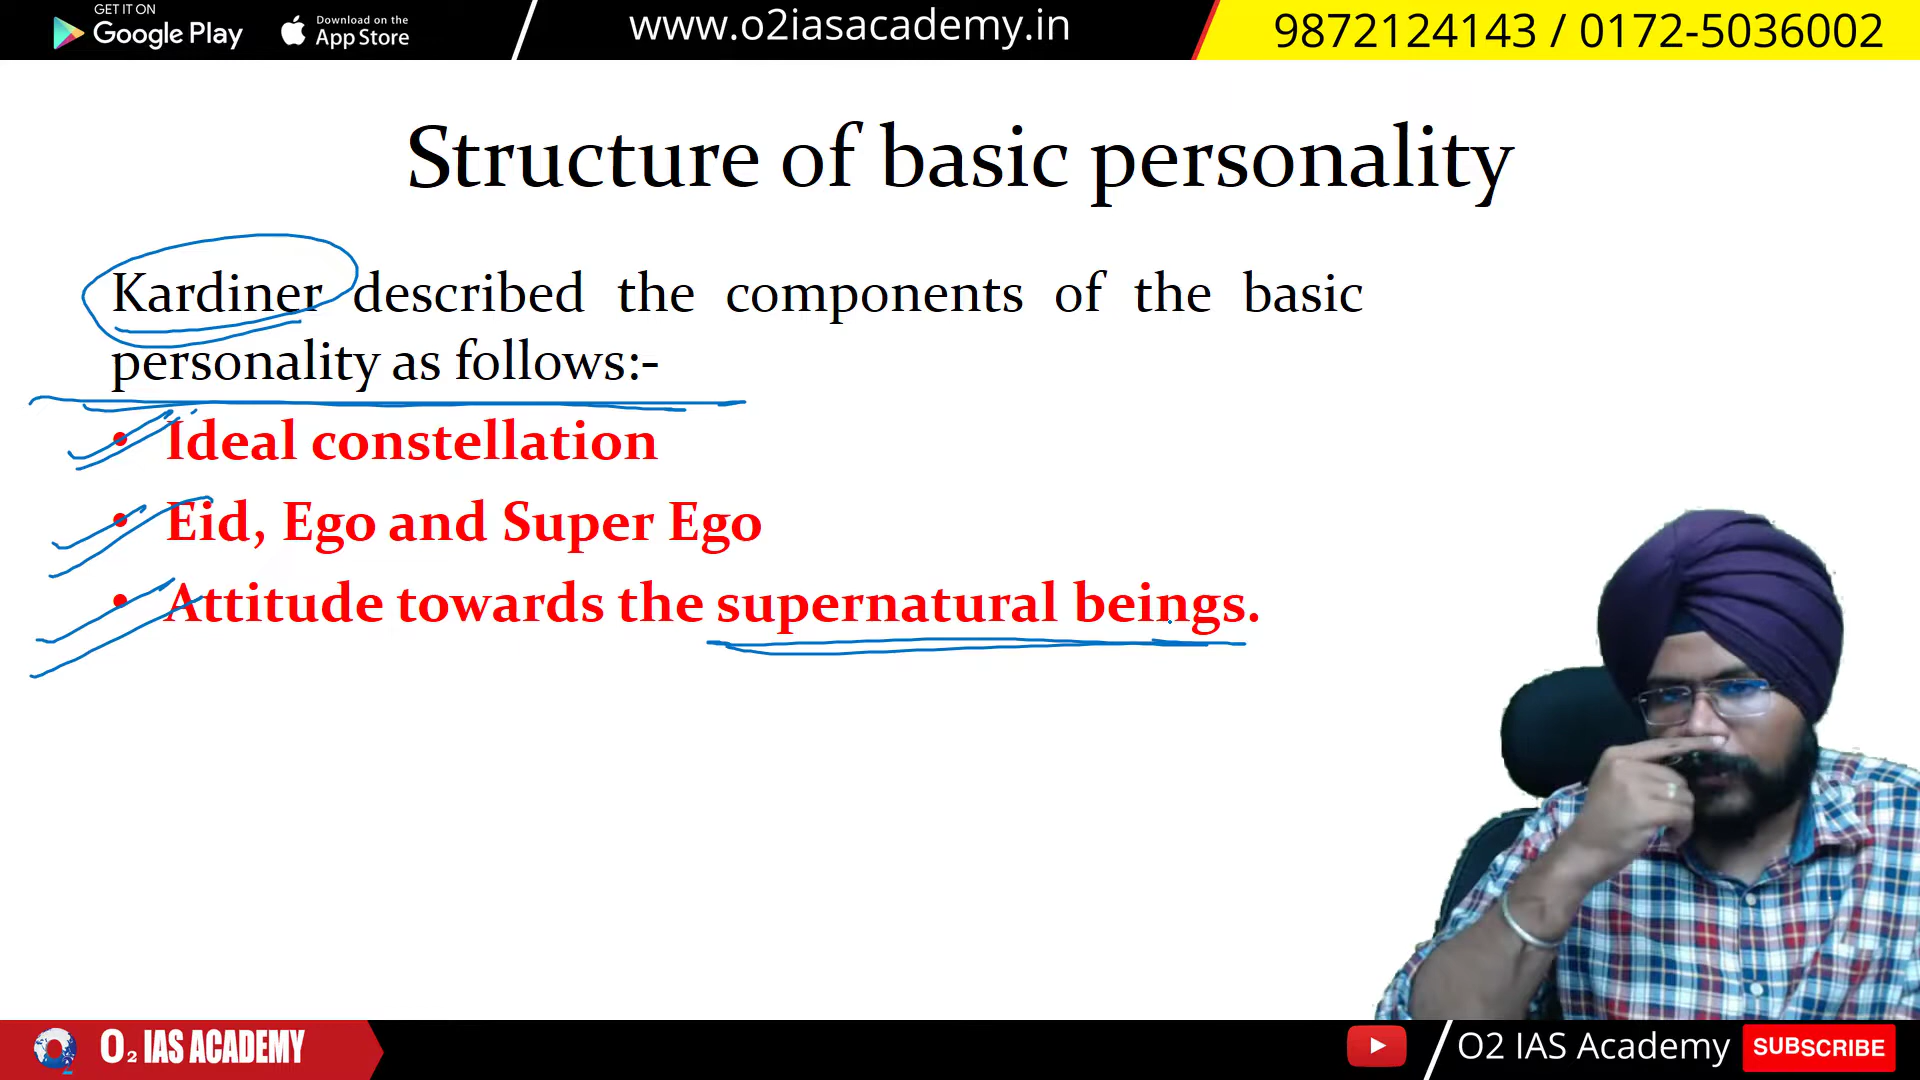 GET IT ON
Google Play
Download on the
App Store
www.o2iasacademy.in
9872124143 / 0172-5036002
Structure of basic personality
Kardiner described the components of the basic
personality as follows:-
• Ideal constellation
• Eid, Ego and Super Ego
• Attitude towards the supernatural beings.
O2 IAS ACADEMY
O2 IAS Academy
SUBSCRIBE